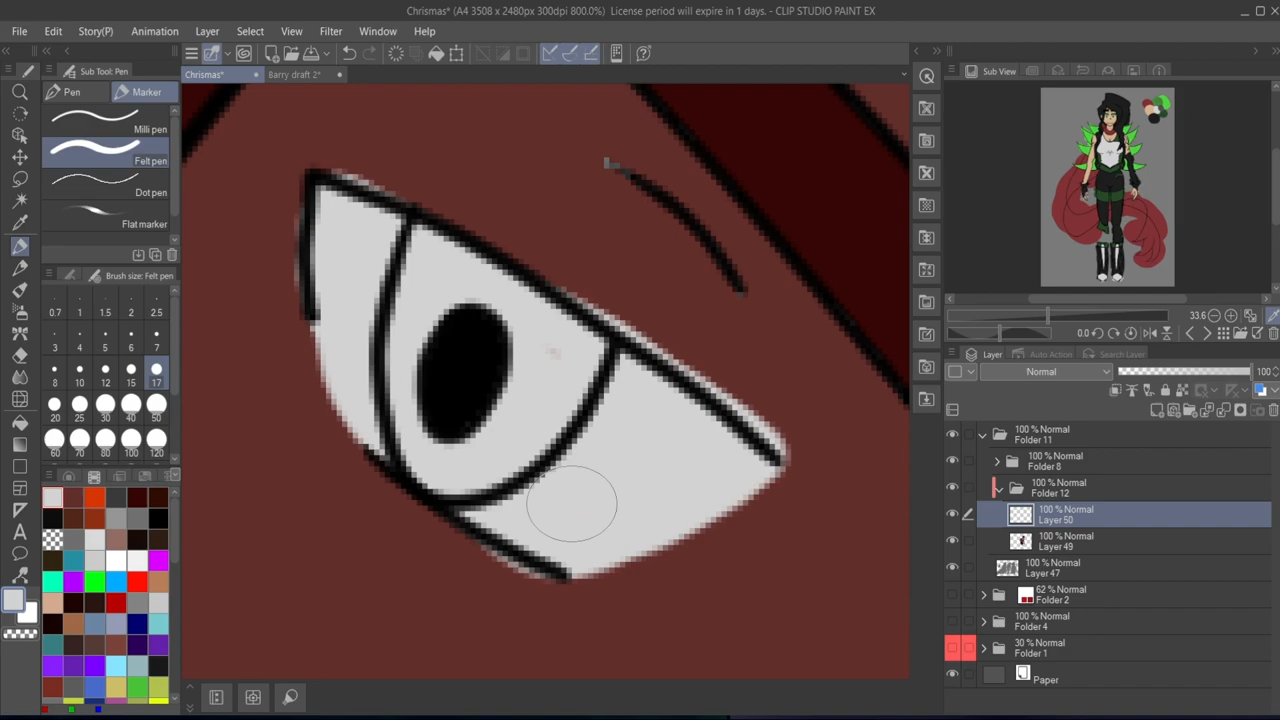 Chrismas* (A4 3508 x 2480px 300dpi 800.0%)  License period will expire in 1 days. - CLIP STUDIO PAINT EX
File Edit Story(P) Animation Layer Select View Filter Window Help
Sub Tool: Pen
Pen Marker
Milli pen
Felt pen
Dot pen
Flat marker
Brush size: Felt pen
0.7 1 1.5 2 2.5
3 4 5 6 7
8 10 12 15 17
20 25 30 40 50
60 70 80 100 120
Chrismas* Barry draft 2*
Sub View
33.6
0.0
Layer Auto Action Search Layer
Normal 100
100 % Normal
Folder 11
100 % Normal
Folder 8
100 % Normal
Folder 12
100 % Normal
Layer 50
100 % Normal
Layer 49
100 % Normal
Layer 47
62 % Normal
Folder 2
100 % Normal
Folder 4
30 % Normal
Folder 1
Paper